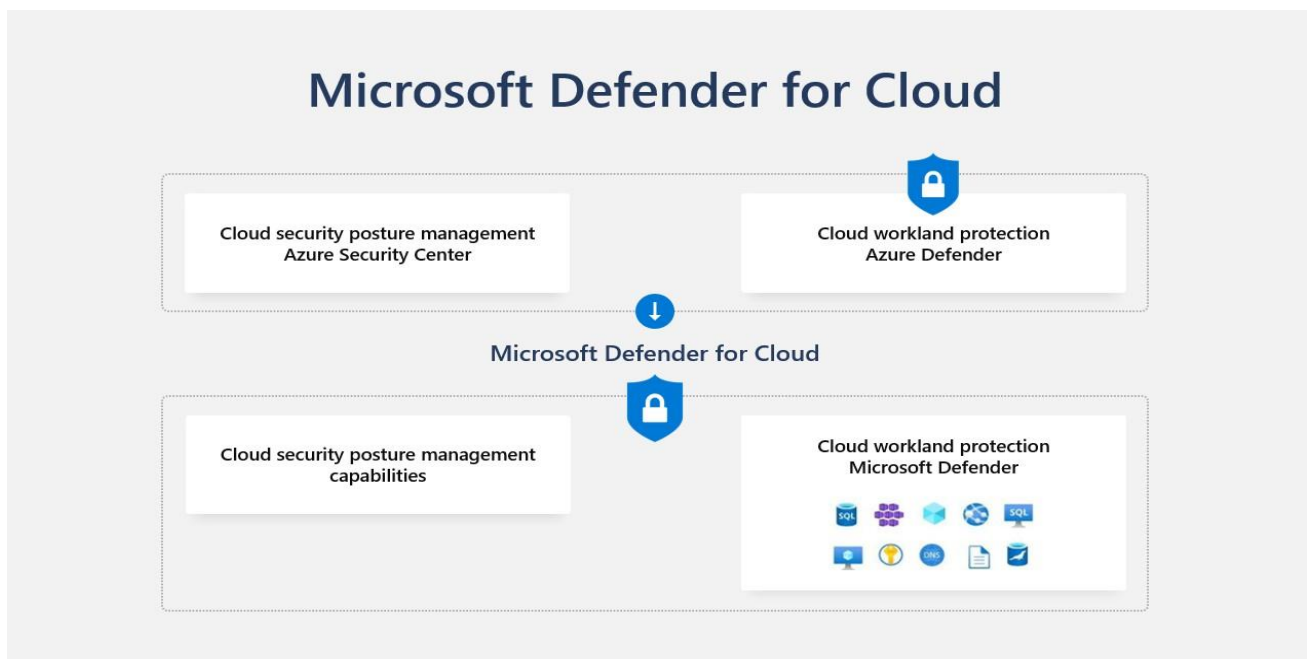 Microsoft Defender for Cloud
Cloud security posture management
Azure Security Center
Cloud workland protection
Azure Defender
Microsoft Defender for Cloud
Cloud security posture management
capabilities
Cloud workland protection
Microsoft Defender
SQL
SQL
DNS